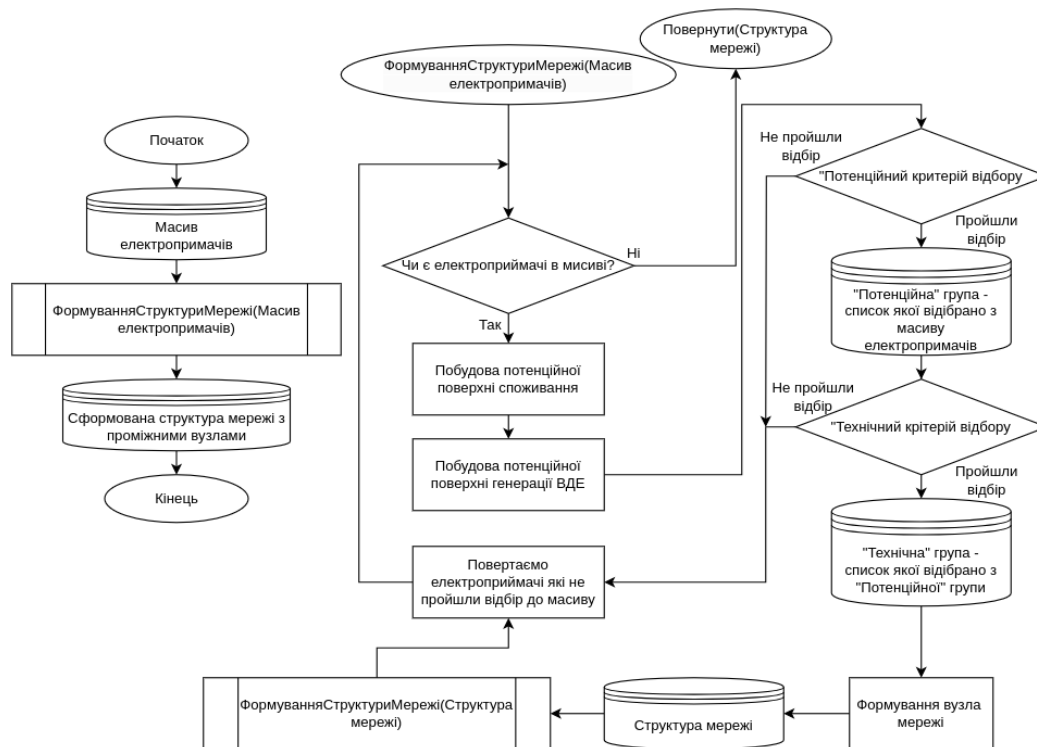 Початок
Масив
електропримачів
ФормуванняСтруктуриМережі(Масив
електропримачів)
Сформована структура мережі з
проміжними вузлами
Кінець
ФормуванняСтруктуриМережі(Масив
електропримачів)
Чи є електроприймачі в мисиві?
Ні
Так
Побудова потенційної
поверхні споживання
Побудова потенційної
поверхні генерації ВДЕ
Повертаємо
електроприймачі які не
пройшли відбір до масиву
Повернути(Структура
мережі)
Не пройшли
відбір
"Потенційний критерій відбору
Пройшли
відбір
"Потенційна" група -
список якої відібрано з
масиву
електропримачів
Не пройшли
відбір
"Технічний крітерій відбору
Пройшли
відбір
"Технічна" група -
список якої відібрано з
"Потенційної" групи
Формування вузла
мережі
Структура мережі
ФормуванняСтруктуриМережі(Структура
мережі)